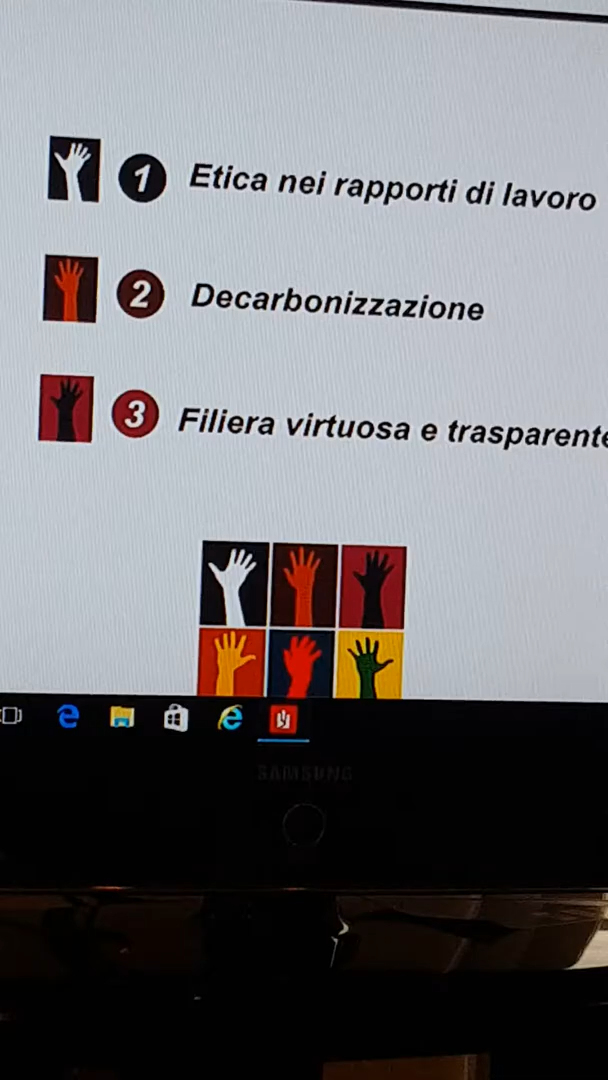 1 Etica nei rapporti di lavoro
2 Decarbonizzazione
3 Filiera virtuosa e trasparente
SAMSUNG